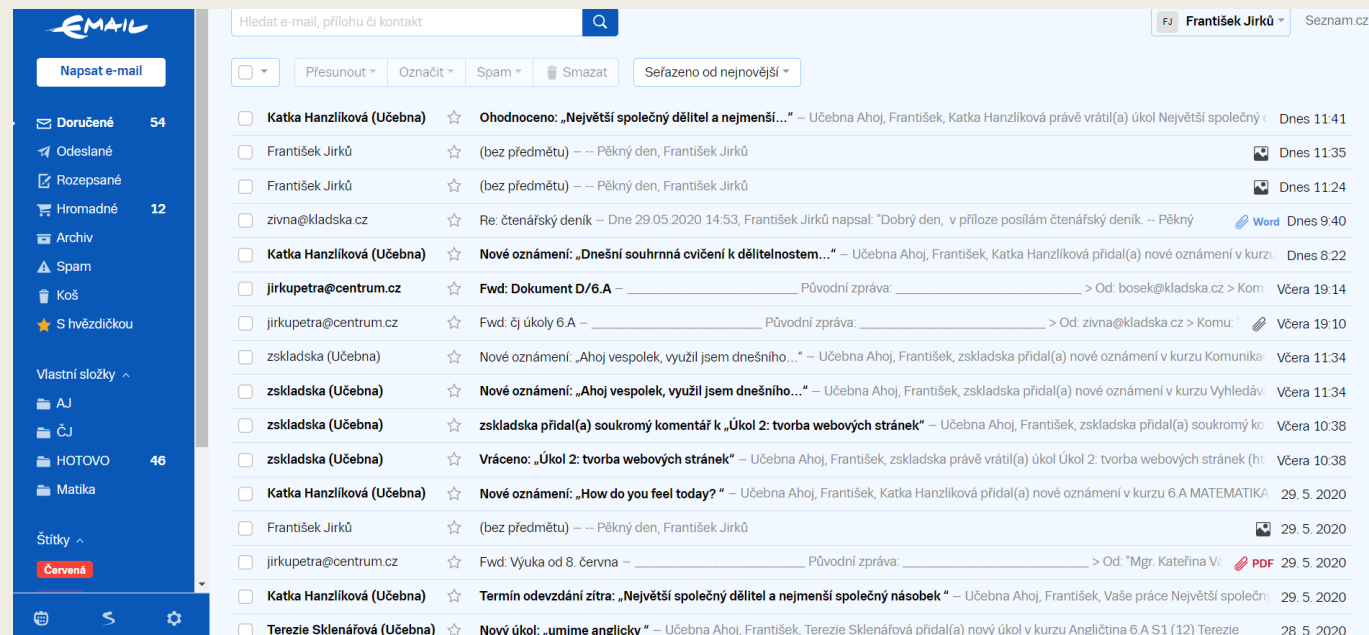 EMAIL
Hledat e-mail, přílohu či kontakt
FJ František Jirků
Seznam.cz
Napsat e-mail
Přesunout
Označit
Spam
Smazat
Seřazeno od nejnovější
Doručené 54
Odeslané
Rozepsané
Hromadné 12
Archiv
Spam
Koš
S hvězdičkou
Vlastní složky
AJ
ČJ
HOTOVO 46
Matika
Štítky
Červená
Katka Hanzlíková (Učebna) Ohodnoceno: „Největší společný dělitel a nejmenší...“ – Učebna Ahoj, František, Katka Hanzlíková právě vrátil(a) úkol Největší společný Dnes 11:41
František Jirků (bez předmětu) – -- Pěkný den, František Jirků Dnes 11:35
František Jirků (bez předmětu) – -- Pěkný den, František Jirků Dnes 11:24
zivna@kladska.cz Re: čtenářský deník – Dne 29.05.2020 14:53, František Jirků napsal: "Dobrý den, v příloze posílám čtenářský deník. -- Pěkný Word Dnes 9:40
Katka Hanzlíková (Učebna) Nové oznámení: „Dnešní souhrnná cvičení k dělitelnostem...“ – Učebna Ahoj, František, Katka Hanzlíková přidal(a) nové oznámení v kurzu Dnes 8:22
jirkupetra@centrum.cz Fwd: Dokument D/6.A – ________________________ Původní zpráva: ________________________ > Od: bosek@kladska.cz > Kom Včera 19:14
jirkupetra@centrum.cz Fwd: čj úkoly 6.A – ________________________ Původní zpráva: ________________________ > Od: zivna@kladska.cz > Komu: Včera 19:10
zskladska (Učebna) Nové oznámení: „Ahoj vespolek, využil jsem dnešního...“ – Učebna Ahoj, František, zskladska přidal(a) nové oznámení v kurzu Komunika Včera 11:34
zskladska (Učebna) Nové oznámení: „Ahoj vespolek, využil jsem dnešního...“ – Učebna Ahoj, František, zskladska přidal(a) nové oznámení v kurzu Vyhledáv Včera 11:34
zskladska (Učebna) zskladska přidal(a) soukromý komentář k „Úkol 2: tvorba webových stránek“ – Učebna Ahoj, František, zskladska přidal(a) soukromý ko Včera 10:38
zskladska (Učebna) Vráceno: „Úkol 2: tvorba webových stránek“ – Učebna Ahoj, František, zskladska právě vrátil(a) úkol Úkol 2: tvorba webových stránek (ht Včera 10:38
Katka Hanzlíková (Učebna) Nové oznámení: „How do you feel today? “ – Učebna Ahoj, František, Katka Hanzlíková přidal(a) nové oznámení v kurzu 6.A MATEMATIKA 29. 5. 2020
František Jirků (bez předmětu) – -- Pěkný den, František Jirků 29. 5. 2020
jirkupetra@centrum.cz Fwd: Výuka od 8. června – ________________________ Původní zpráva: ________________________ > Od: "Mgr. Kateřina Vá PDF 29. 5. 2020
Katka Hanzlíková (Učebna) Termín odevzdání zítra: „Největší společný dělitel a nejmenší společný násobek “ – Učebna Ahoj, František, Vaše práce Největší společný 29. 5. 2020
Terezie Sklenářová (Učebna) Nový úkol: „umime anglicky “ – Učebna Ahoj, František, Terezie Sklenářová přidal(a) nový úkol v kurzu Angličtina 6.A S1 (12) Terezie 28. 5. 2020